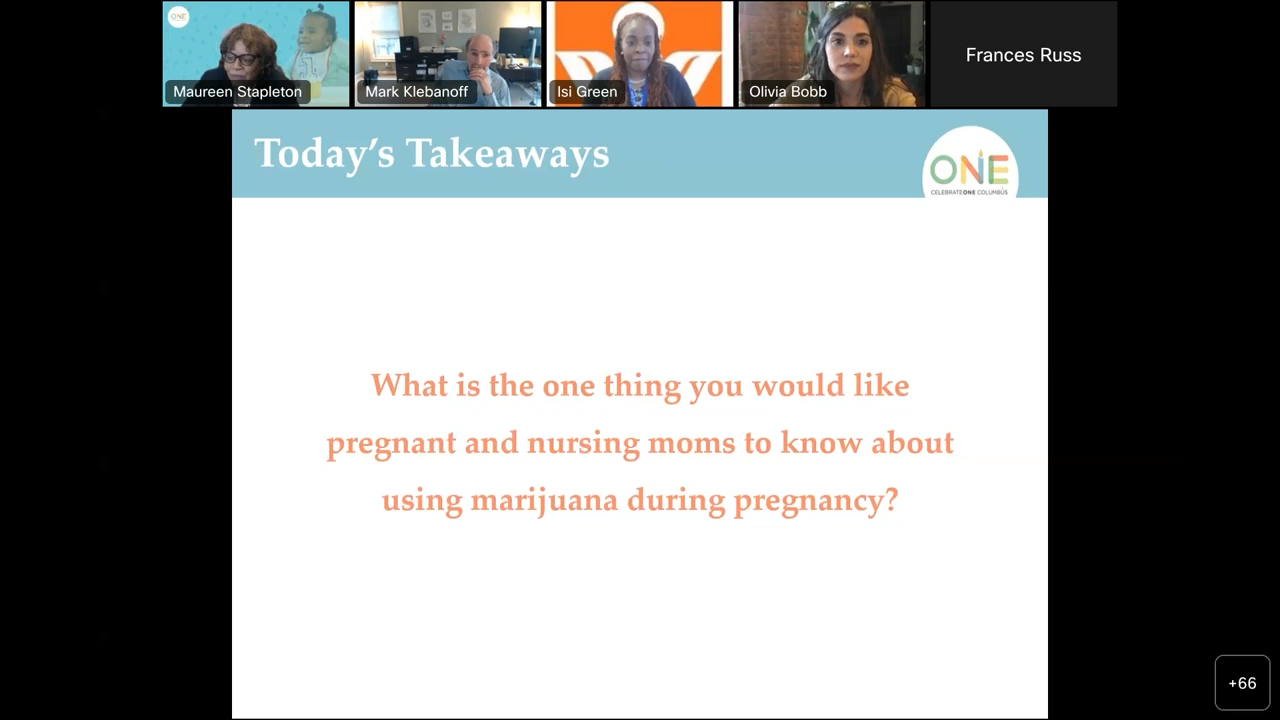 ONE
Maureen Stapleton
Mark Klebanoff
Isi Green
Olivia Bobb
Frances Russ
Today's Takeaways
ONE
CELEBRATEONE COLUMBUS
What is the one thing you would like
pregnant and nursing moms to know about
using marijuana during pregnancy?
+66